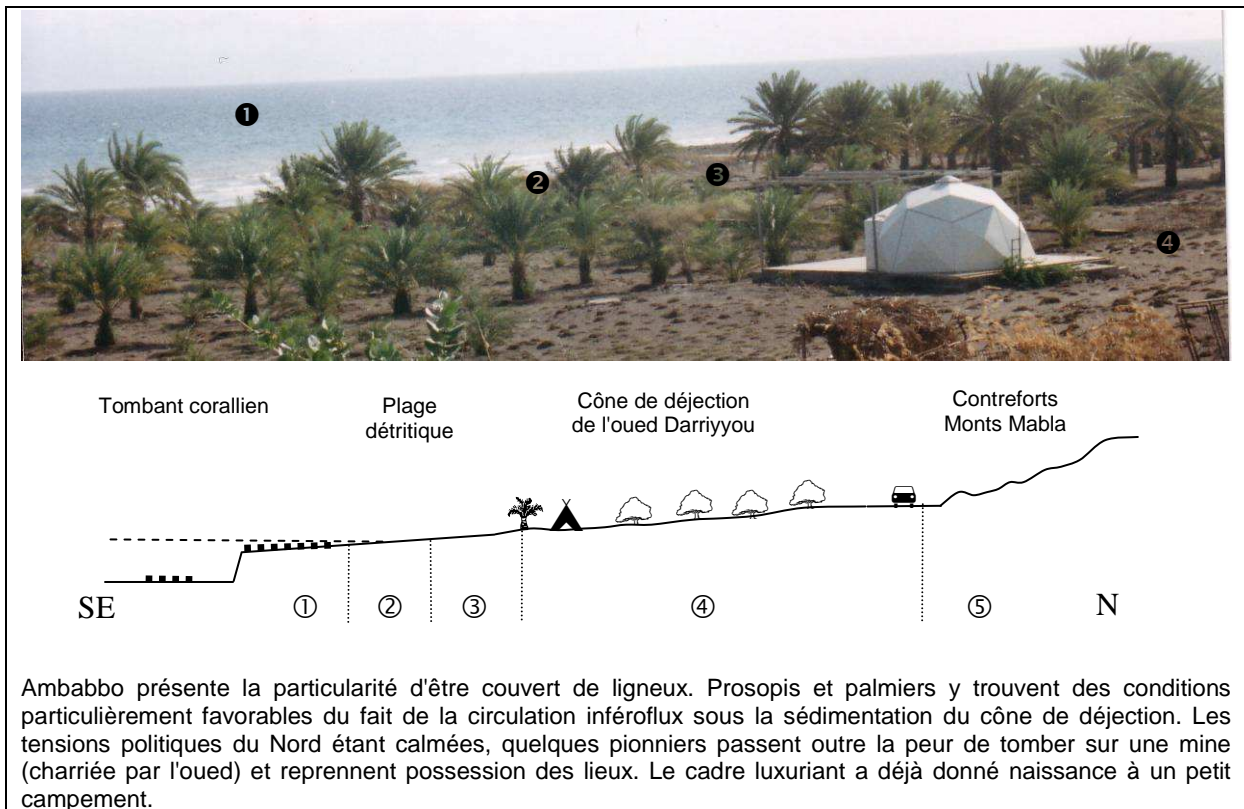 ❶
❷
❸
❹
Tombant corallien
Plage
détritique
Cône de déjection
de l'oued Darriyyou
Contreforts
Monts Mabla
SE
①
②
③
④
⑤
N
Ambabbo présente la particularité d'être couvert de ligneux. Prosopis et palmiers y trouvent des conditions
particulièrement favorables du fait de la circulation inféroflux sous la sédimentation du cône de déjection. Les
tensions politiques du Nord étant calmées, quelques pionniers passent outre la peur de tomber sur une mine
(charriée par l'oued) et reprennent possession des lieux. Le cadre luxuriant a déjà donné naissance à un petit
campement.